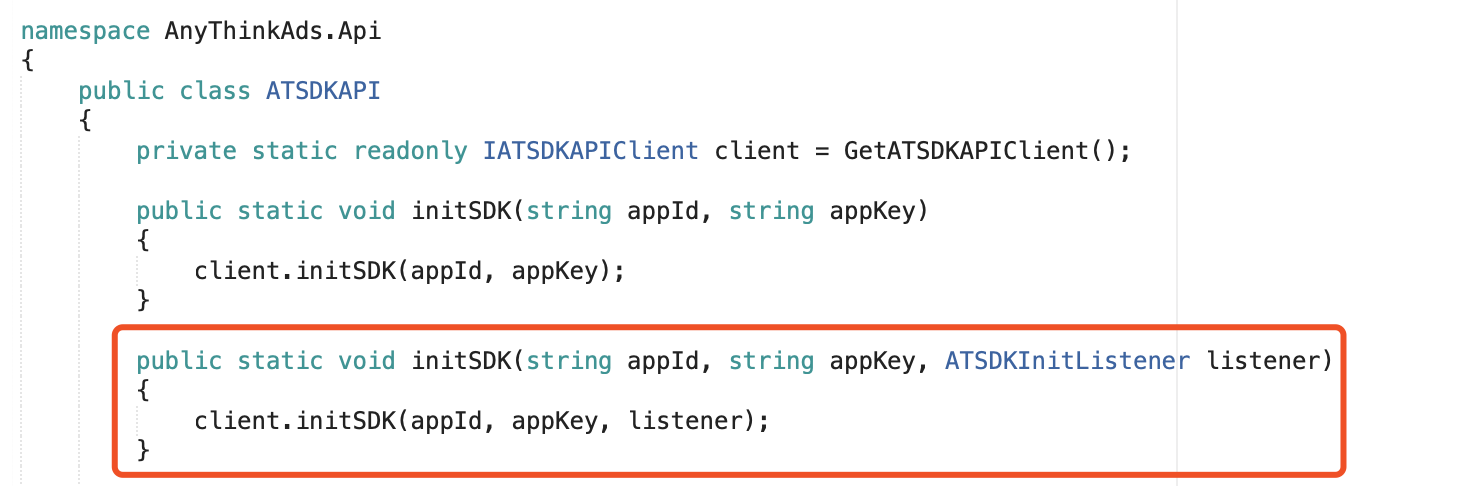 namespace AnyThinkAds.Api
{
public class ATSDKAPI
{
private static readonly IATSDKAPIClient client = GetATSDKAPIClient();
public static void initSDK(string appId, string appKey)
{
client.initSDK(appId, appKey);
}
public static void initSDK(string appId, string appKey, ATSDKInitListener listener)
{
client.initSDK(appId, appKey, listener);
}